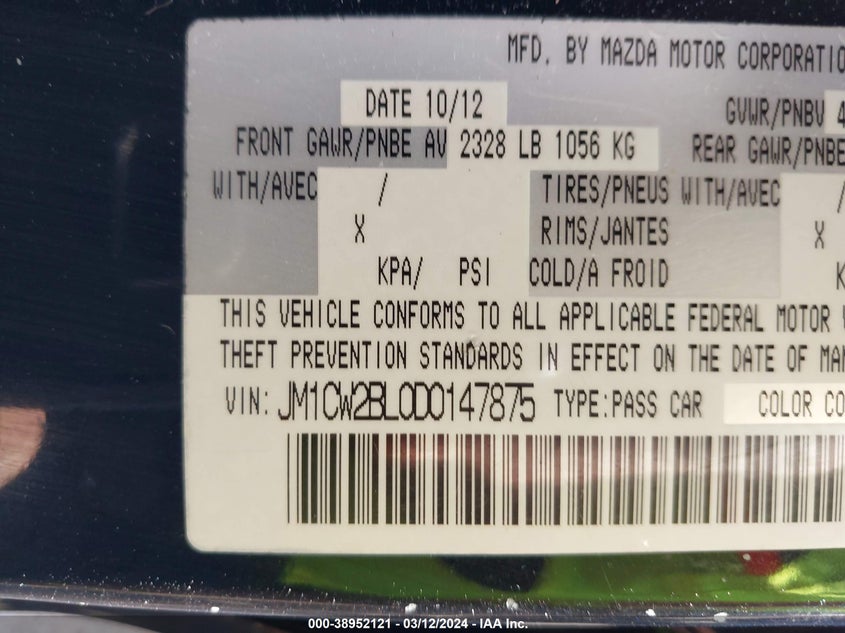 MFD. BY MAZDA MOTOR CORPORATIO
DATE 10/12
GVWR/PNBV 4
FRONT GAWR/PNBE AV 2328 LB 1056 KG REAR GAWR/PNBE
WITH/AVEC / TIRES/PNEUS WITH/AVEC /
X RIMS/JANTES X
KPA/ PSI COLD/A FROID K
THIS VEHICLE CONFORMS TO ALL APPLICABLE FEDERAL MOTOR V
THEFT PREVENTION STANDARDS IN EFFECT ON THE DATE OF MAN
VIN: JM1CW2BL0D0147875 TYPE:PASS CAR COLOR CO
000-38952121 - 03/12/2024 - IAA Inc.